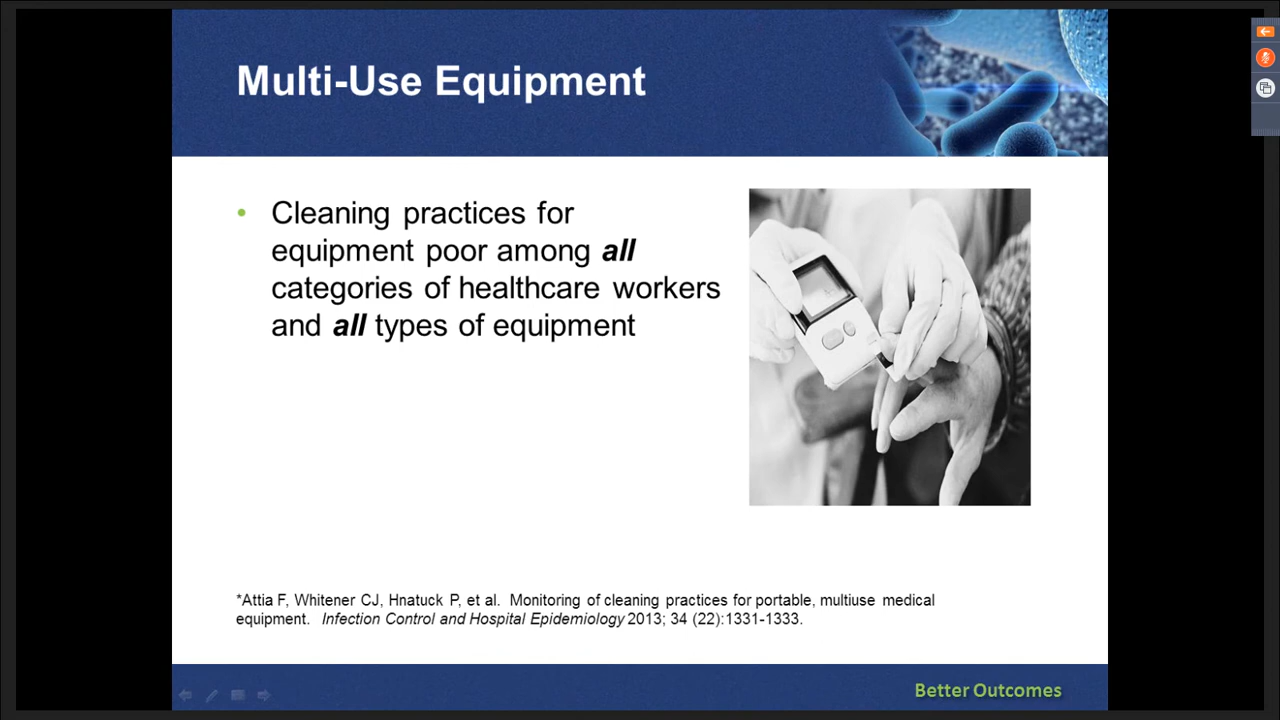 Multi-Use Equipment
• Cleaning practices for
equipment poor among all
categories of healthcare workers
and all types of equipment
*Attia F, Whitener CJ, Hnatuck P, et al. Monitoring of cleaning practices for portable, multiuse medical
equipment. Infection Control and Hospital Epidemiology 2013; 34 (22):1331-1333.
Better Outcomes